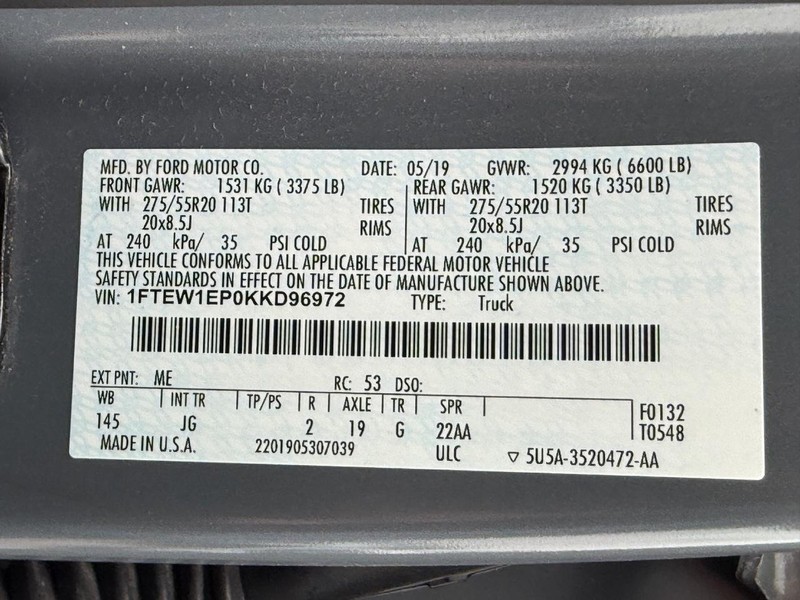 MFD. BY FORD MOTOR CO. DATE: 05/19 GVWR: 2994 KG ( 6600 LB)
FRONT GAWR: 1531 KG ( 3375 LB) REAR GAWR: 1520 KG ( 3350 LB)
WITH 275/55R20 113T TIRES WITH 275/55R20 113T TIRES
20x8.5J RIMS 20x8.5J RIMS
AT 240 kPa/ 35 PSI COLD AT 240 kPa/ 35 PSI COLD
THIS VEHICLE CONFORMS TO ALL APPLICABLE FEDERAL MOTOR VEHICLE
SAFETY STANDARDS IN EFFECT ON THE DATE OF MANUFACTURE SHOWN ABOVE.
VIN: 1FTEW1EP0KKD96972 TYPE: Truck
EXT PNT: ME RC: 53 DSO:
WB INT TR TP/PS R AXLE TR SPR F0132
145 JG 2 19 G 22AA T0548
MADE IN U.S.A. 2201905307039 ULC ▽ 5U5A-3520472-AA